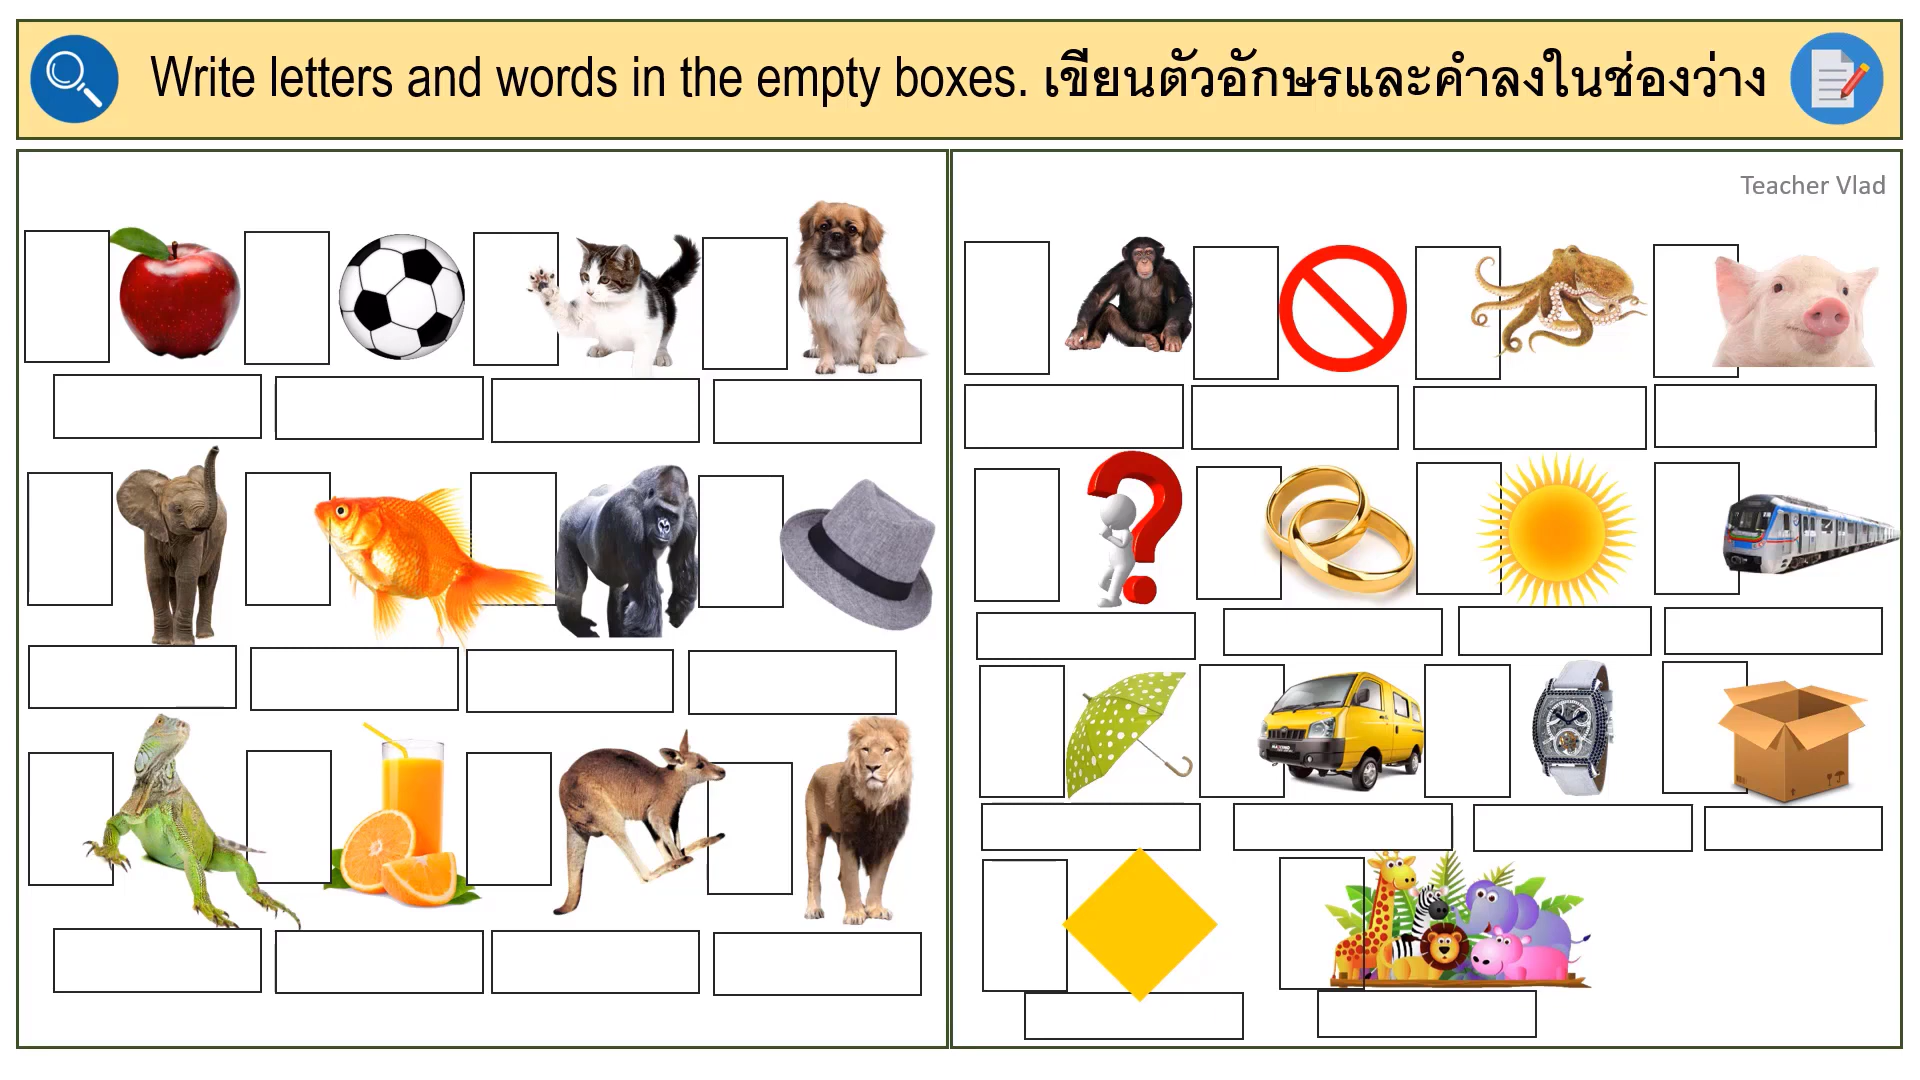 Write letters and words in the empty boxes. เขียนตัวอักษรและคำลงในช่องว่าง
Teacher Vlad